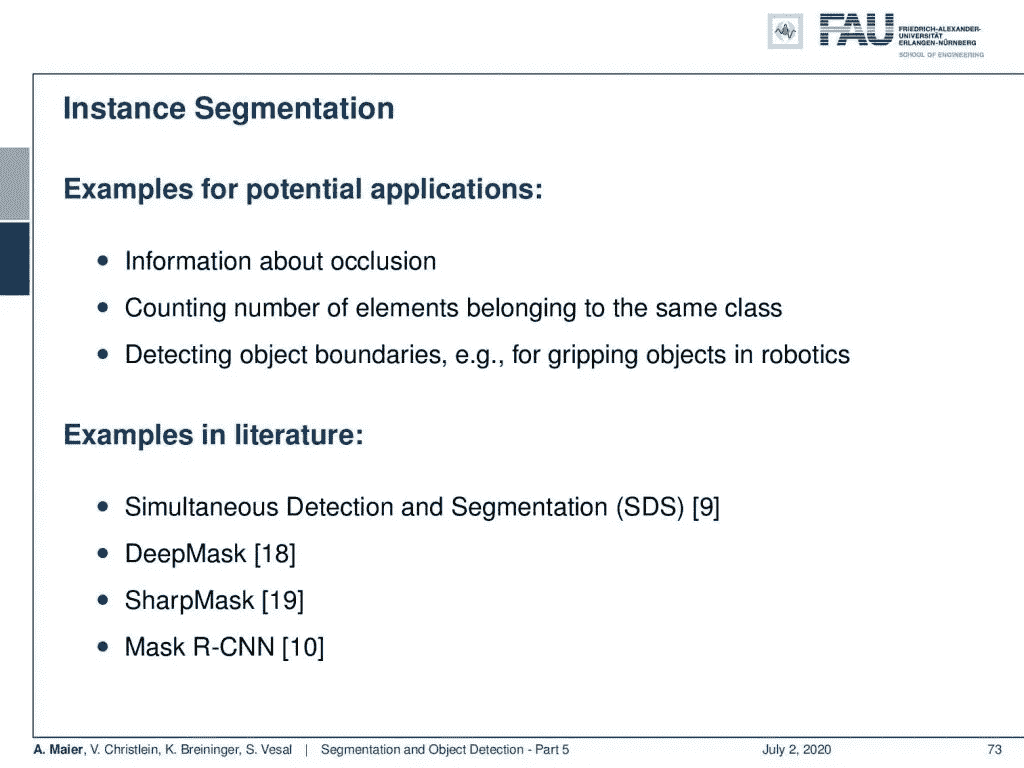 FAU
FRIEDRICH-ALEXANDER-
UNIVERSITÄT
ERLANGEN-NÜRNBERG
SCHOOL OF ENGINEERING
Instance Segmentation
Examples for potential applications:
• Information about occlusion
• Counting number of elements belonging to the same class
• Detecting object boundaries, e.g., for gripping objects in robotics
Examples in literature:
• Simultaneous Detection and Segmentation (SDS) [9]
• DeepMask [18]
• SharpMask [19]
• Mask R-CNN [10]
A. Maier, V. Christlein, K. Breininger, S. Vesal | Segmentation and Object Detection - Part 5 July 2, 2020 73